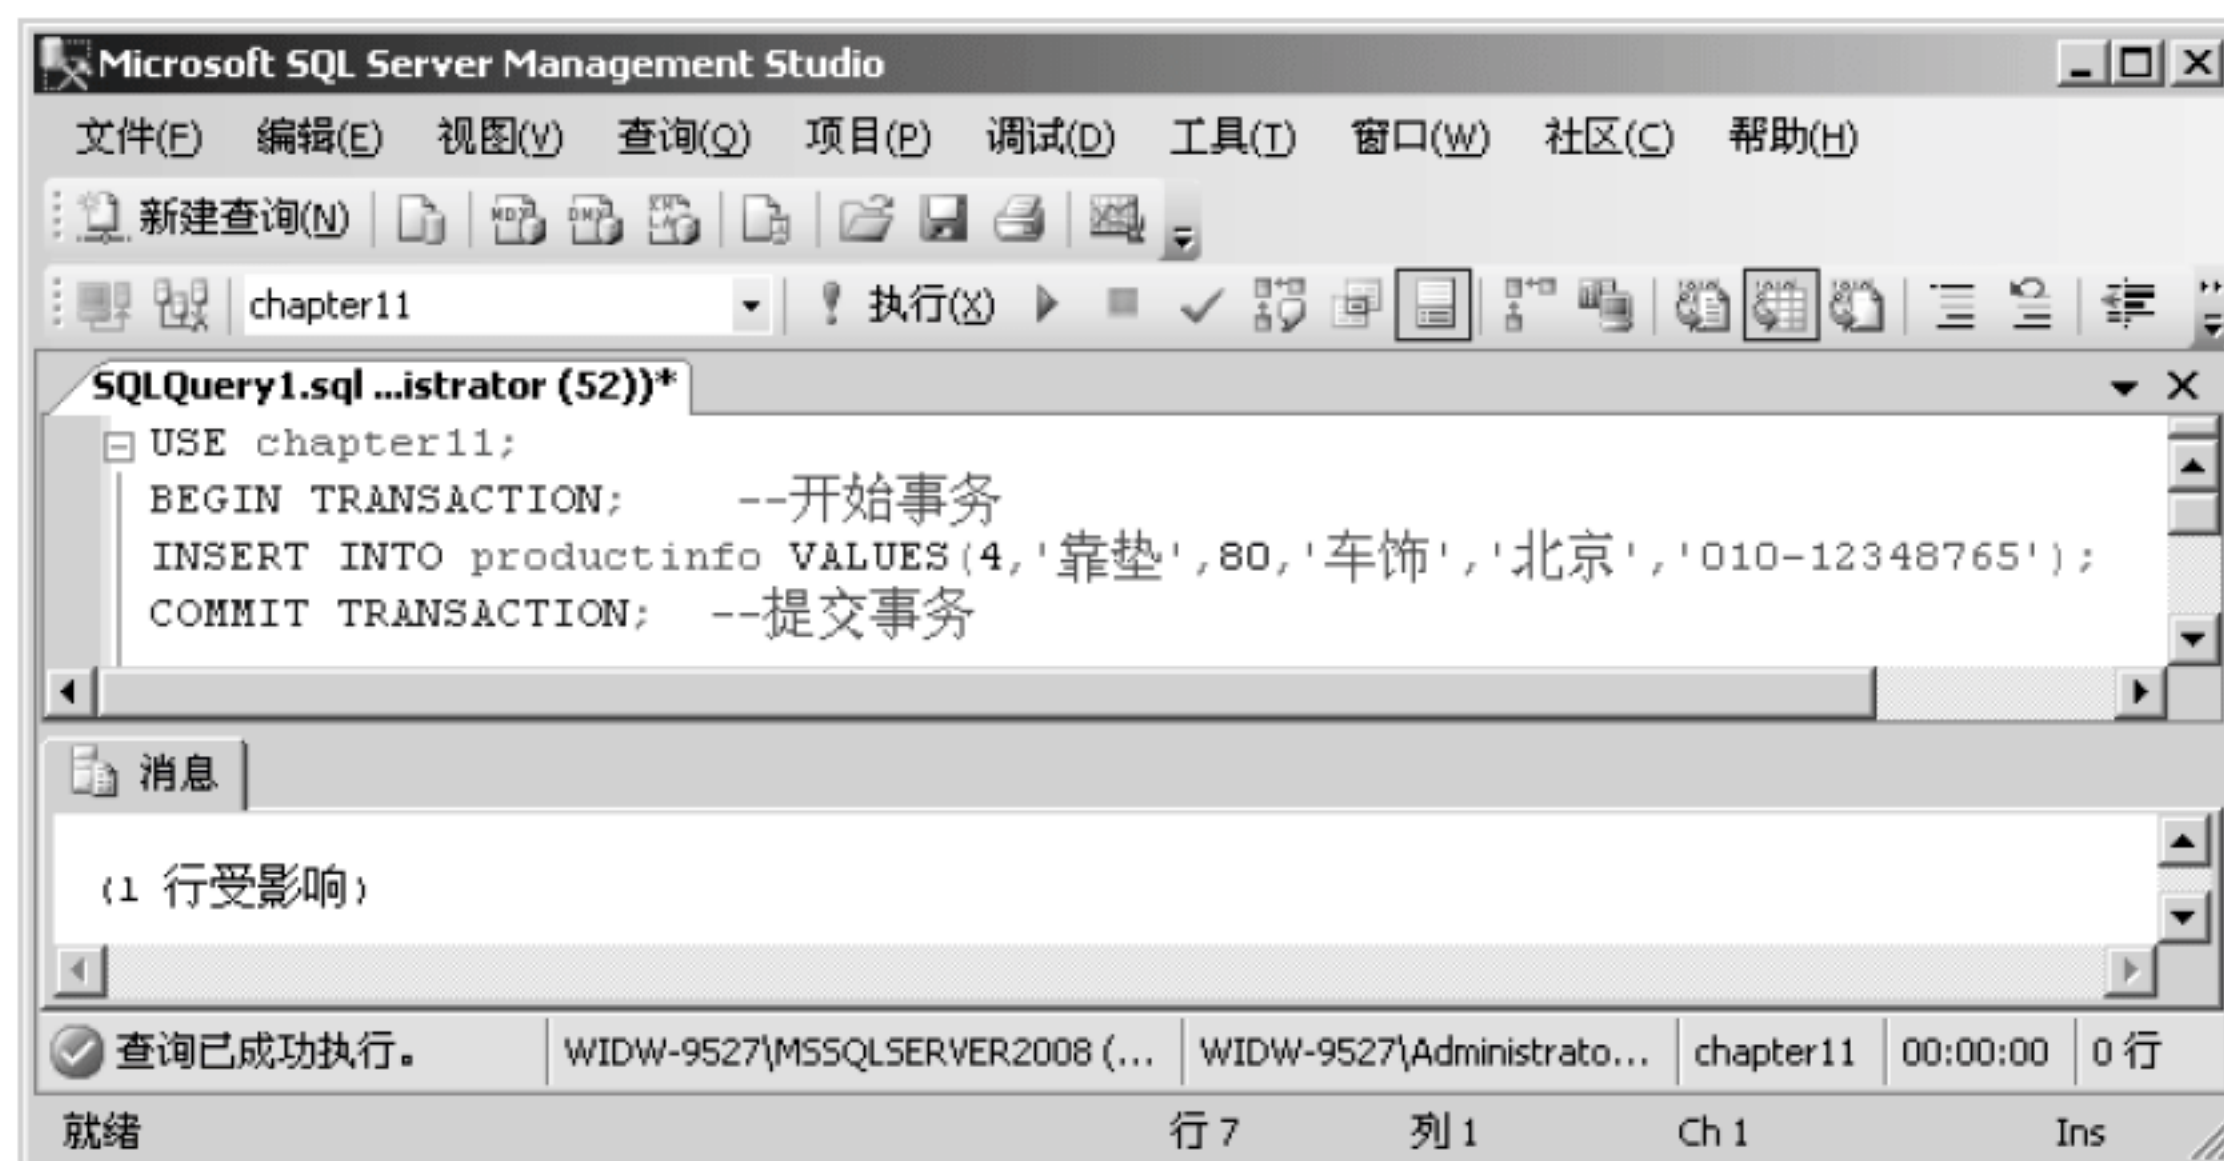 Microsoft SQL Server Management Studio
文件(F) 编辑(E) 视图(V) 查询(Q) 项目(P) 调试(D) 工具(T) 窗口(W) 社区(C) 帮助(H)
新建查询(N)
chapter11 执行(X)
SQLQuery1.sql ...istrator (52))*
USE chapter11;
BEGIN TRANSACTION; --开始事务
INSERT INTO productinfo VALUES(4,'靠垫',80,'车饰','北京','010-12348765');
COMMIT TRANSACTION; --提交事务
消息
(1 行受影响)
查询已成功执行。 WIDW-9527\MSSQLSERVER2008 (... WIDW-9527\Administrato... chapter11 00:00:00 0 行
就绪 行 7 列 1 Ch 1 Ins